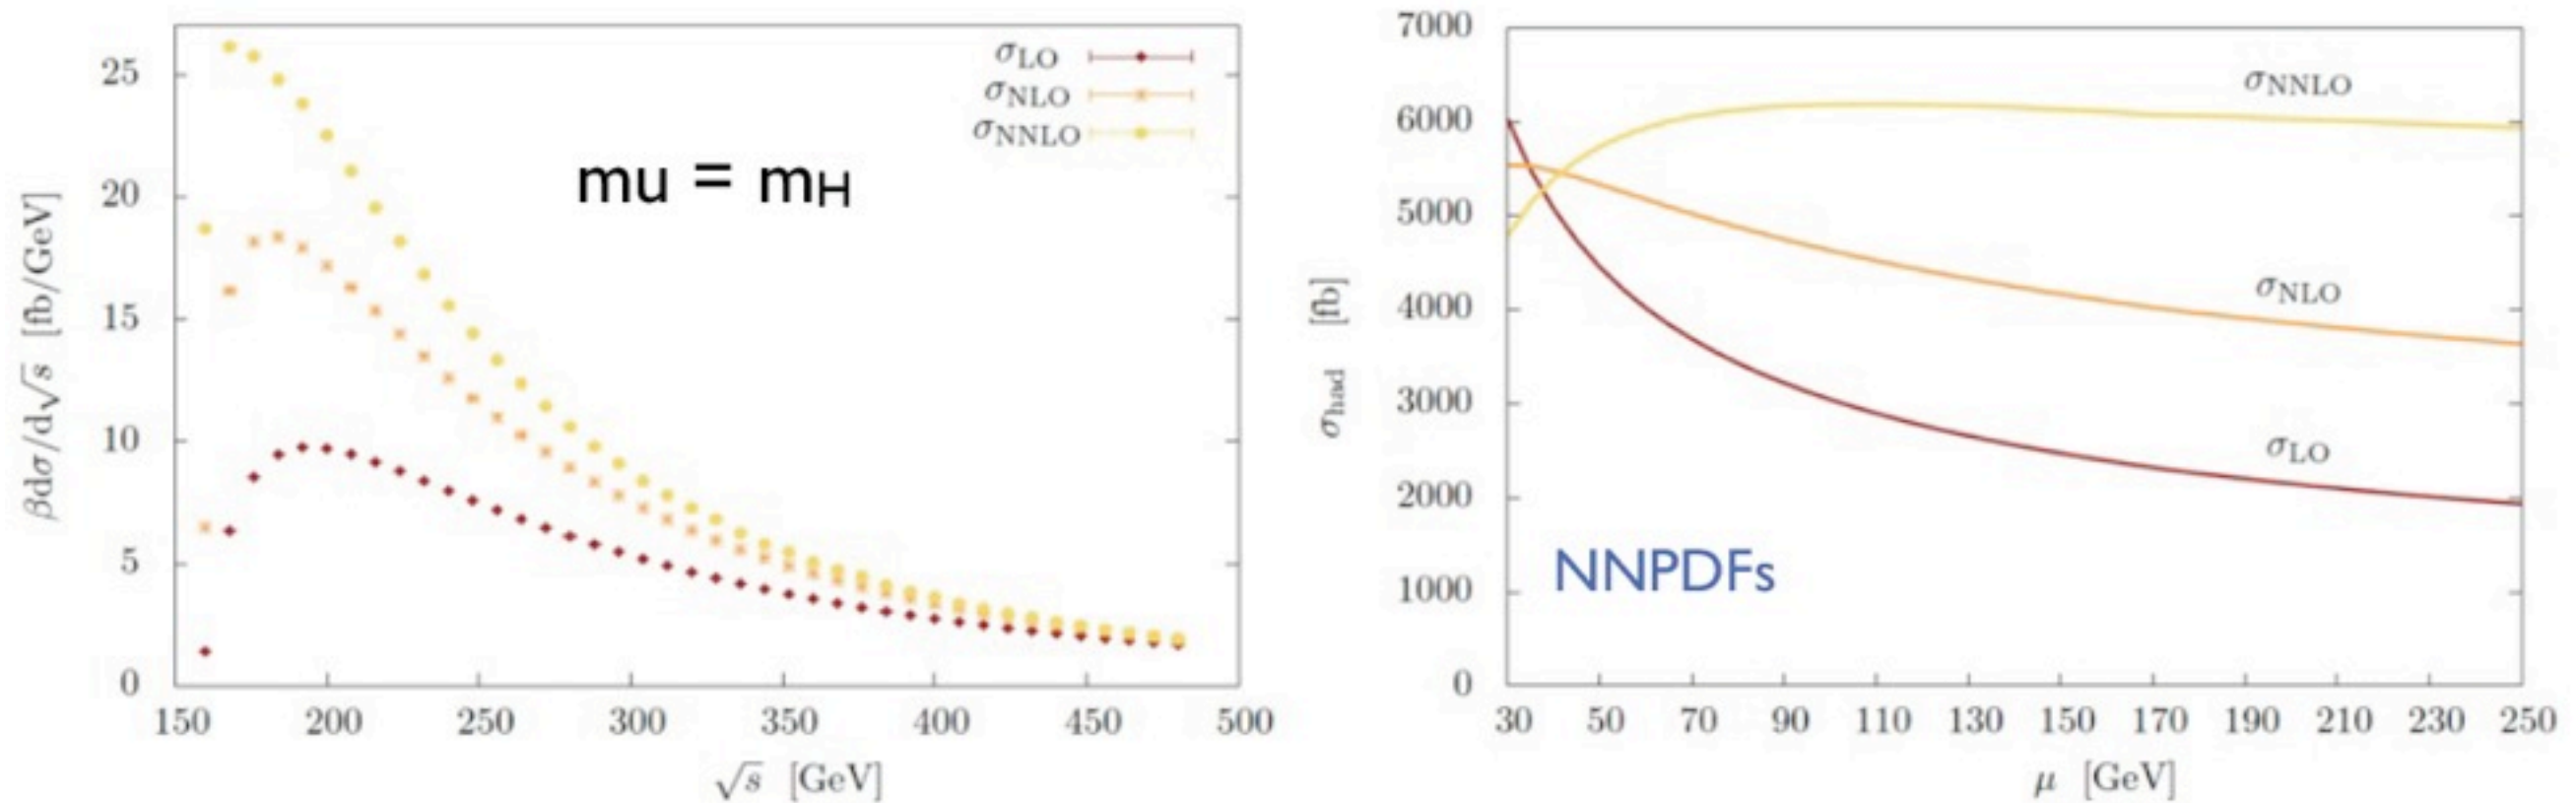 25
20
15
10
5
0
150 200 250 300 350 400 450 500
βdσ/d√s [fb/GeV]
√s [GeV]
σLO
σNLO
σNNLO
mu = mH
7000
6000
5000
4000
3000
2000
1000
0
30 50 70 90 110 130 150 170 190 210 230 250
σhad [fb]
μ [GeV]
σNNLO
σNLO
σLO
NNPDFs